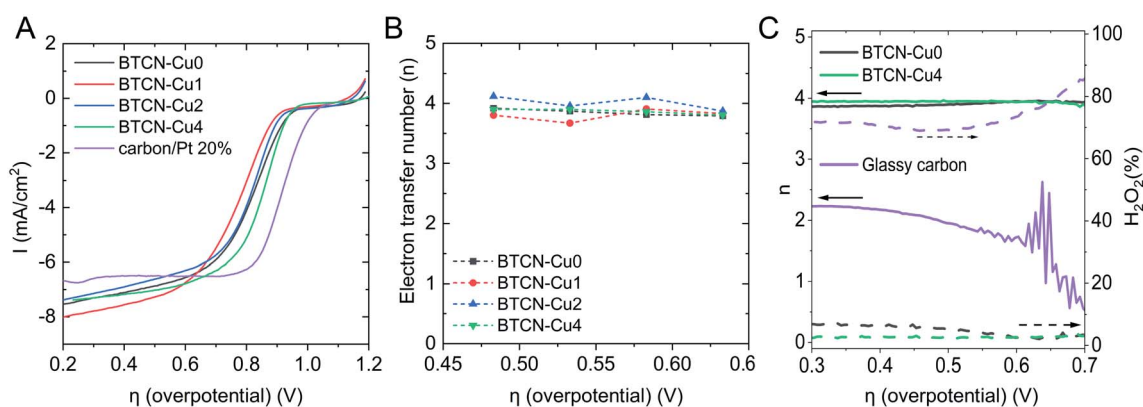 A
I (mA/cm²)
2
0
-2
-4
-6
-8
BTCN-Cu0
BTCN-Cu1
BTCN-Cu2
BTCN-Cu4
carbon/Pt 20%
0.2 0.4 0.6 0.8 1.0 1.2
η (overpotential) (V)
B
Electron transfer number (n)
5
4
3
2
1
0
BTCN-Cu0
BTCN-Cu1
BTCN-Cu2
BTCN-Cu4
0.45 0.50 0.55 0.60 0.6
η (overpotential) (V)
C
n
5
4
3
2
1
0
BTCN-Cu0
BTCN-Cu4
Glassy carbon
100
80
60
40
20
0
H₂O₂(%)
0.3 0.4 0.5 0.6 0.7
η (overpotential) (V)